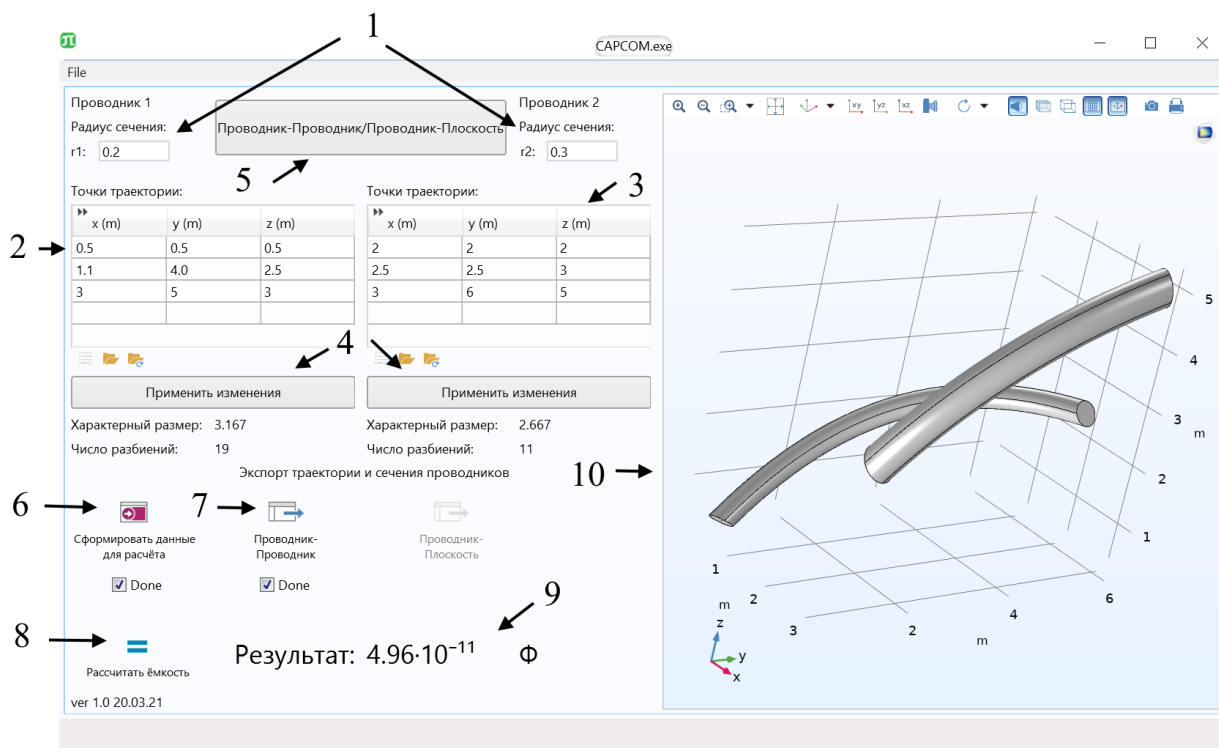 1
CAPCOM.exe
File
Проводник 1
Проводник 2
Радиус сечения:
Проводник-Проводник/Проводник-Плоскость
Радиус сечения:
r1: 0.2
r2: 0.3
5
3
Точки траектории:
Точки траектории:
x (m) y (m) z (m)
x (m) y (m) z (m)
2
0.5 0.5 0.5
2 2 2
1.1 4.0 2.5
2.5 2.5 3
3 5 3
3 6 5
4
Применить изменения
Применить изменения
Характерный размер: 3.167
Характерный размер: 2.667
Число разбиений: 19
Число разбиений: 11
Экспорт траектории и сечения проводников
10
6
7
Сформировать данные
для расчёта
Проводник-
Проводник
Проводник-
Плоскость
Done
Done
9
8
Результат: 4.96·10⁻¹¹ Ф
Рассчитать ёмкость
ver 1.0 20.03.21
xy yz xz
5
4
3
m
2
1
1
2
m
3
2
4
6
m
z
y
x